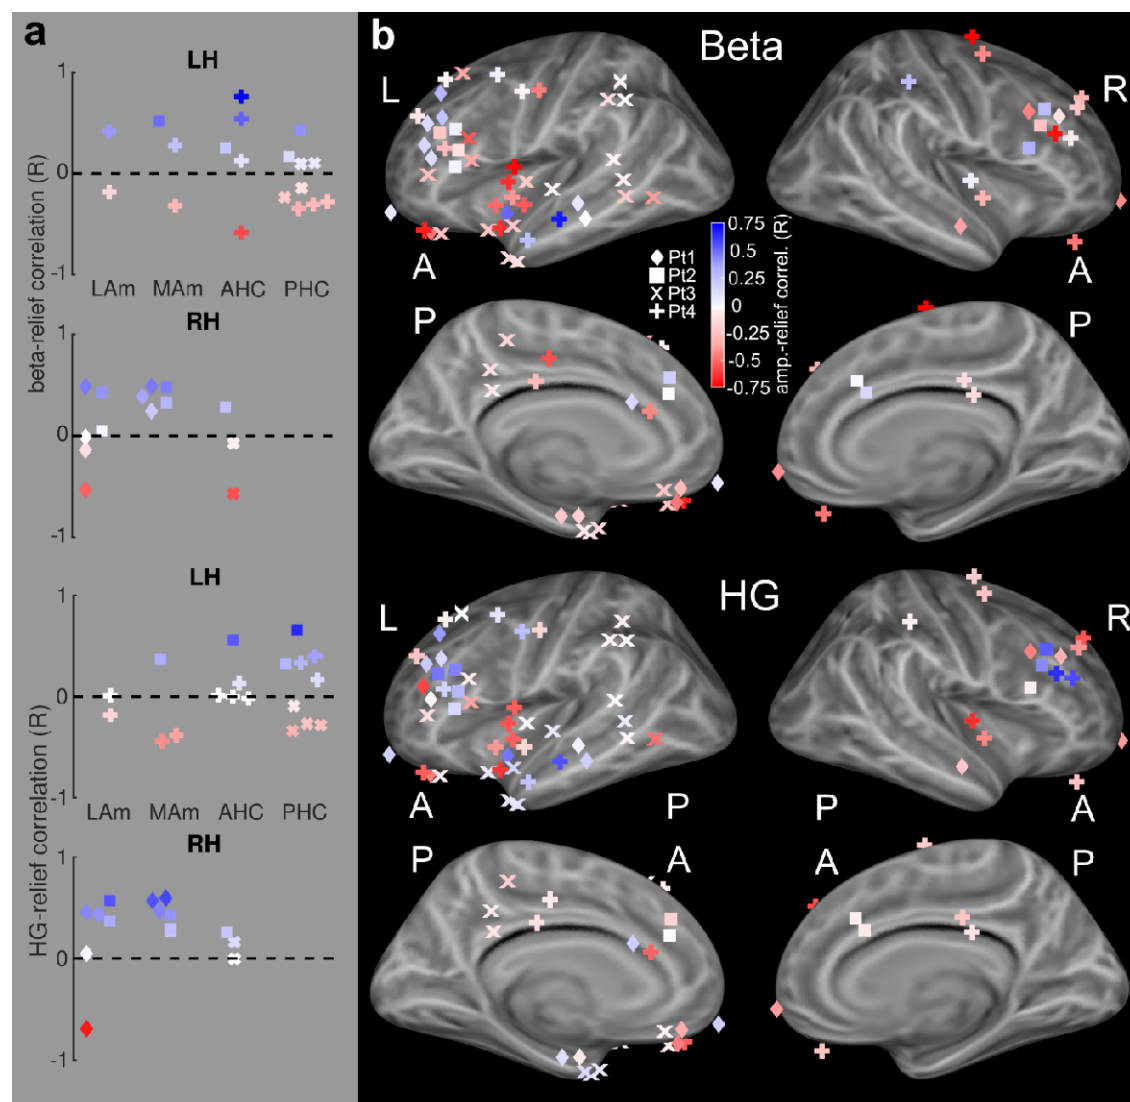 a
LH
beta-relief correlation (R)
1
0
-1
LAm MAm AHC PHC
RH
1
0
-1
LH
HG-relief correlation (R)
1
0
-1
LAm MAm AHC PHC
RH
1
0
-1
b
Beta
L
R
A
A
Pt1
Pt2
Pt3
Pt4
0.75
0.5
0.25
0
-0.25
-0.5
-0.75
amp.-relief correl. (R)
P
P
HG
L
R
A
P
P
A
P
A
A
P